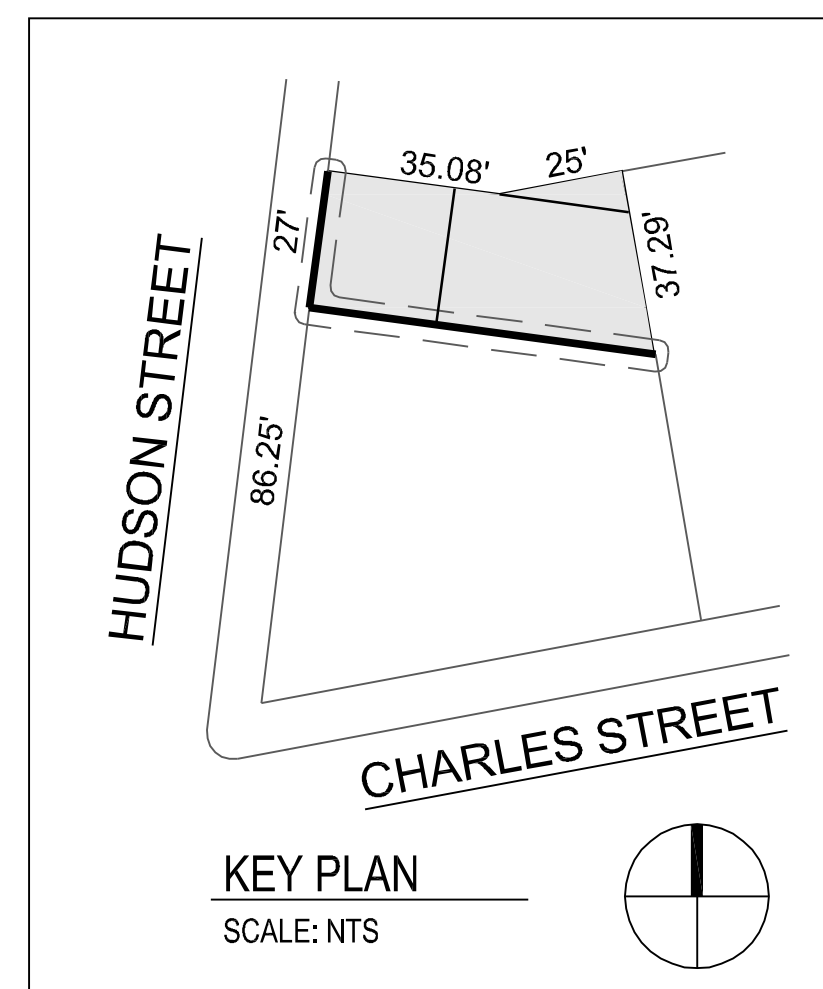 35.08'
25'
27'
37.29'
HUDSON STREET
86.25'
CHARLES STREET
KEY PLAN
SCALE: NTS